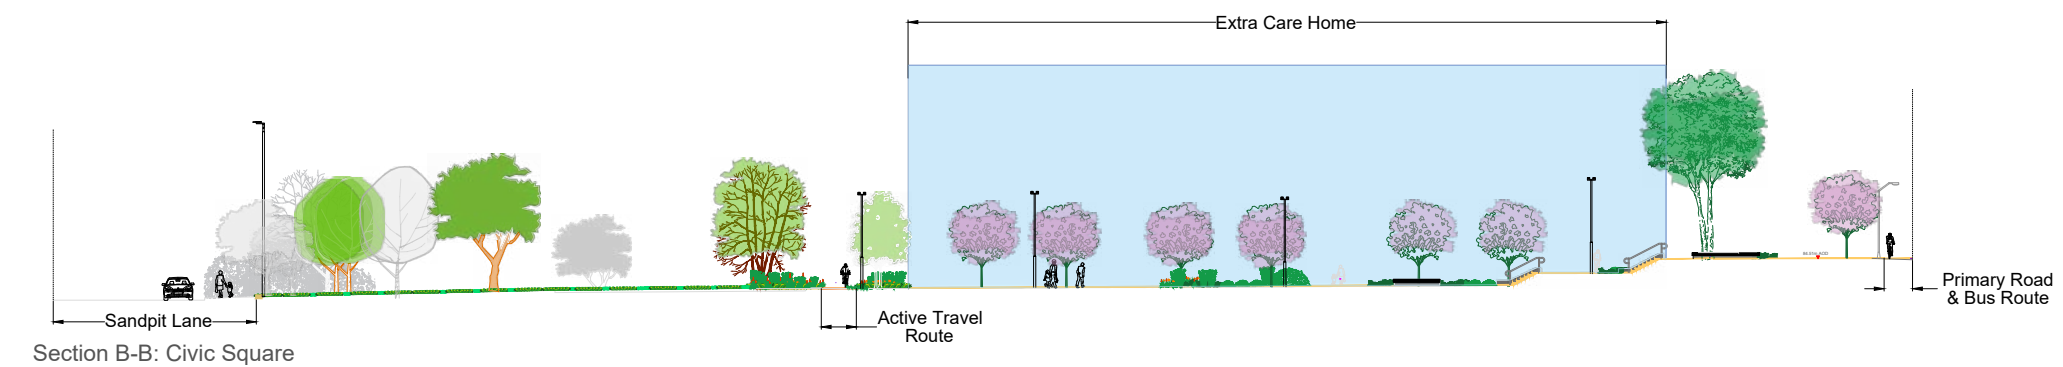 Extra Care Home
Sandpit Lane
Active Travel
Route
Primary Road
& Bus Route
Section B-B: Civic Square